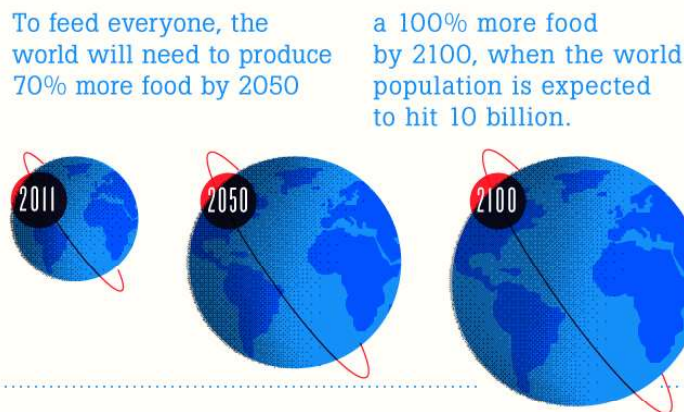 To feed everyone, the
world will need to produce
70% more food by 2050
a 100% more food
by 2100, when the world
population is expected
to hit 10 billion.
2011
2050
2100